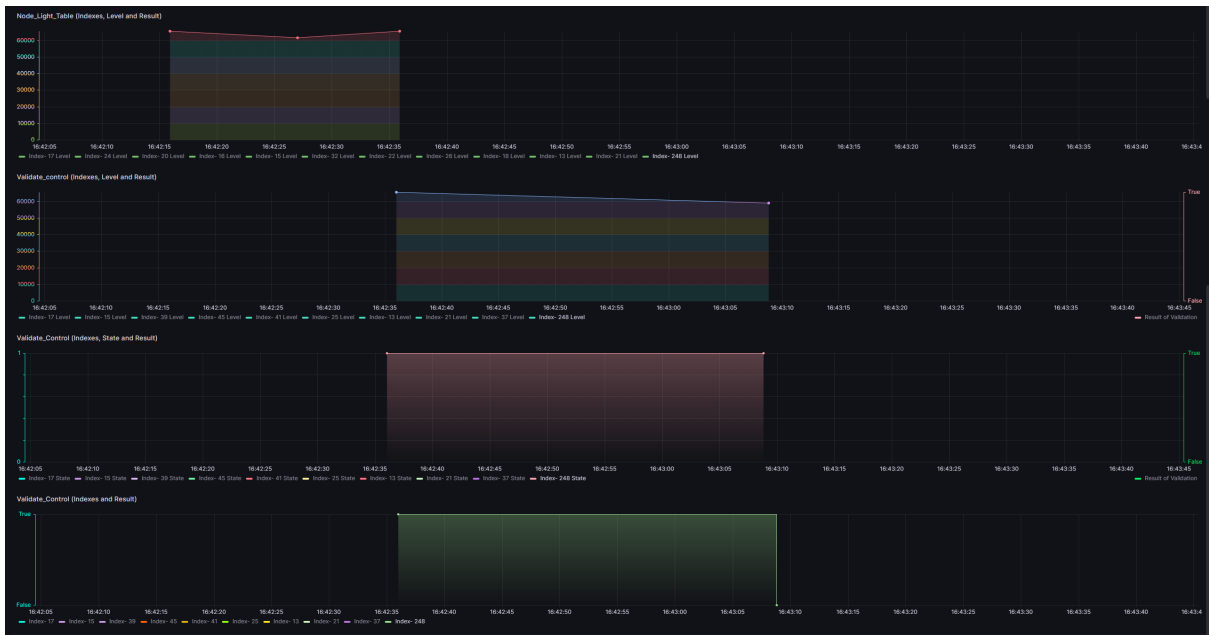 Node_Light_Table (Indexes, Level and Result)
60000
50000
40000
30000
20000
10000
0
16:42:05 16:42:10 16:42:15 16:42:20 16:42:25 16:42:30 16:42:35 16:42:40 16:42:45 16:42:50 16:42:55 16:43:00 16:43:05 16:43:10 16:43:15 16:43:20 16:43:25 16:43:30 16:43:35 16:43:40 16:43:4
Index- 17 Level Index- 24 Level Index- 20 Level Index- 16 Level Index- 15 Level Index- 32 Level Index- 22 Level Index- 28 Level Index- 18 Level Index- 13 Level Index- 21 Level Index- 248 Level
Validate_control (Indexes, Level and Result)
60000
50000
40000
30000
20000
10000
0
True
False
16:42:05 16:42:10 16:42:15 16:42:20 16:42:25 16:42:30 16:42:35 16:42:40 16:42:45 16:42:50 16:42:55 16:43:00 16:43:05 16:43:10 16:43:15 16:43:20 16:43:25 16:43:30 16:43:35 16:43:40 16:43:45
Index- 17 Level Index- 15 Level Index- 39 Level Index- 45 Level Index- 41 Level Index- 25 Level Index- 13 Level Index- 21 Level Index- 37 Level Index- 248 Level Result of Validation
Validate_Control (Indexes, State and Result)
1
0
True
False
16:42:05 16:42:10 16:42:15 16:42:20 16:42:25 16:42:30 16:42:35 16:42:40 16:42:45 16:42:50 16:42:55 16:43:00 16:43:05 16:43:10 16:43:15 16:43:20 16:43:25 16:43:30 16:43:35 16:43:40 16:43:45
Index- 17 State Index- 15 State Index- 39 State Index- 45 State Index- 41 State Index- 25 State Index- 13 State Index- 21 State Index- 37 State Index- 248 State Result of Validation
Validate_Control (Indexes and Result)
True
False
16:42:05 16:42:10 16:42:15 16:42:20 16:42:25 16:42:30 16:42:35 16:42:40 16:42:45 16:42:50 16:42:55 16:43:00 16:43:05 16:43:10 16:43:15 16:43:20 16:43:25 16:43:30 16:43:35 16:43:40 16:43:4
Index- 17 Index- 15 Index- 39 Index- 45 Index- 41 Index- 25 Index- 13 Index- 21 Index- 37 Index- 248